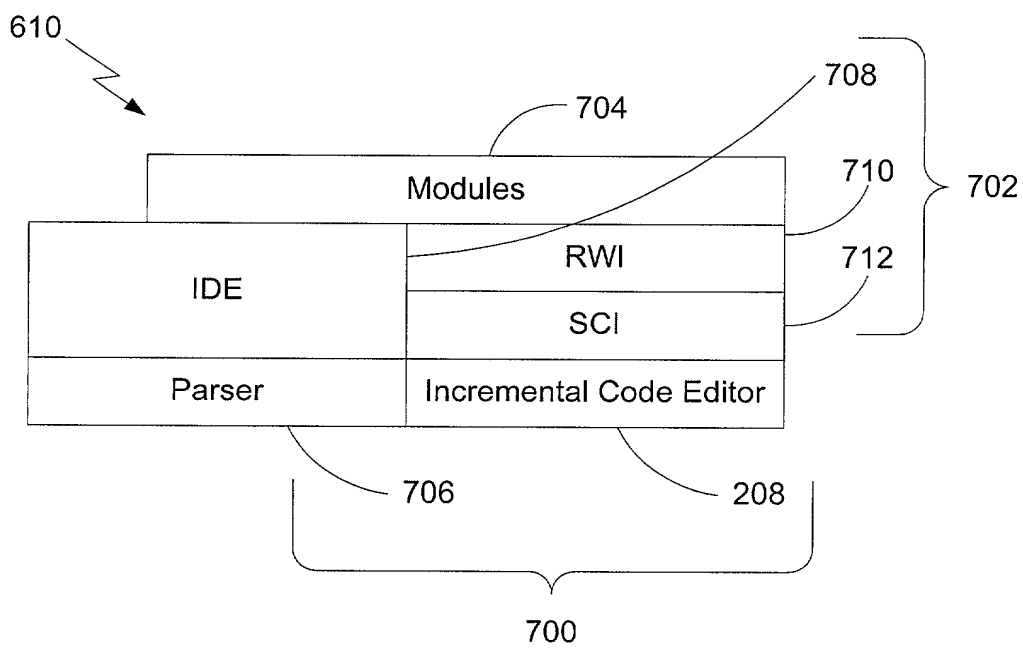 610
708
704
Modules
710
702
RWI
712
IDE
SCI
Parser
Incremental Code Editor
706
208
700